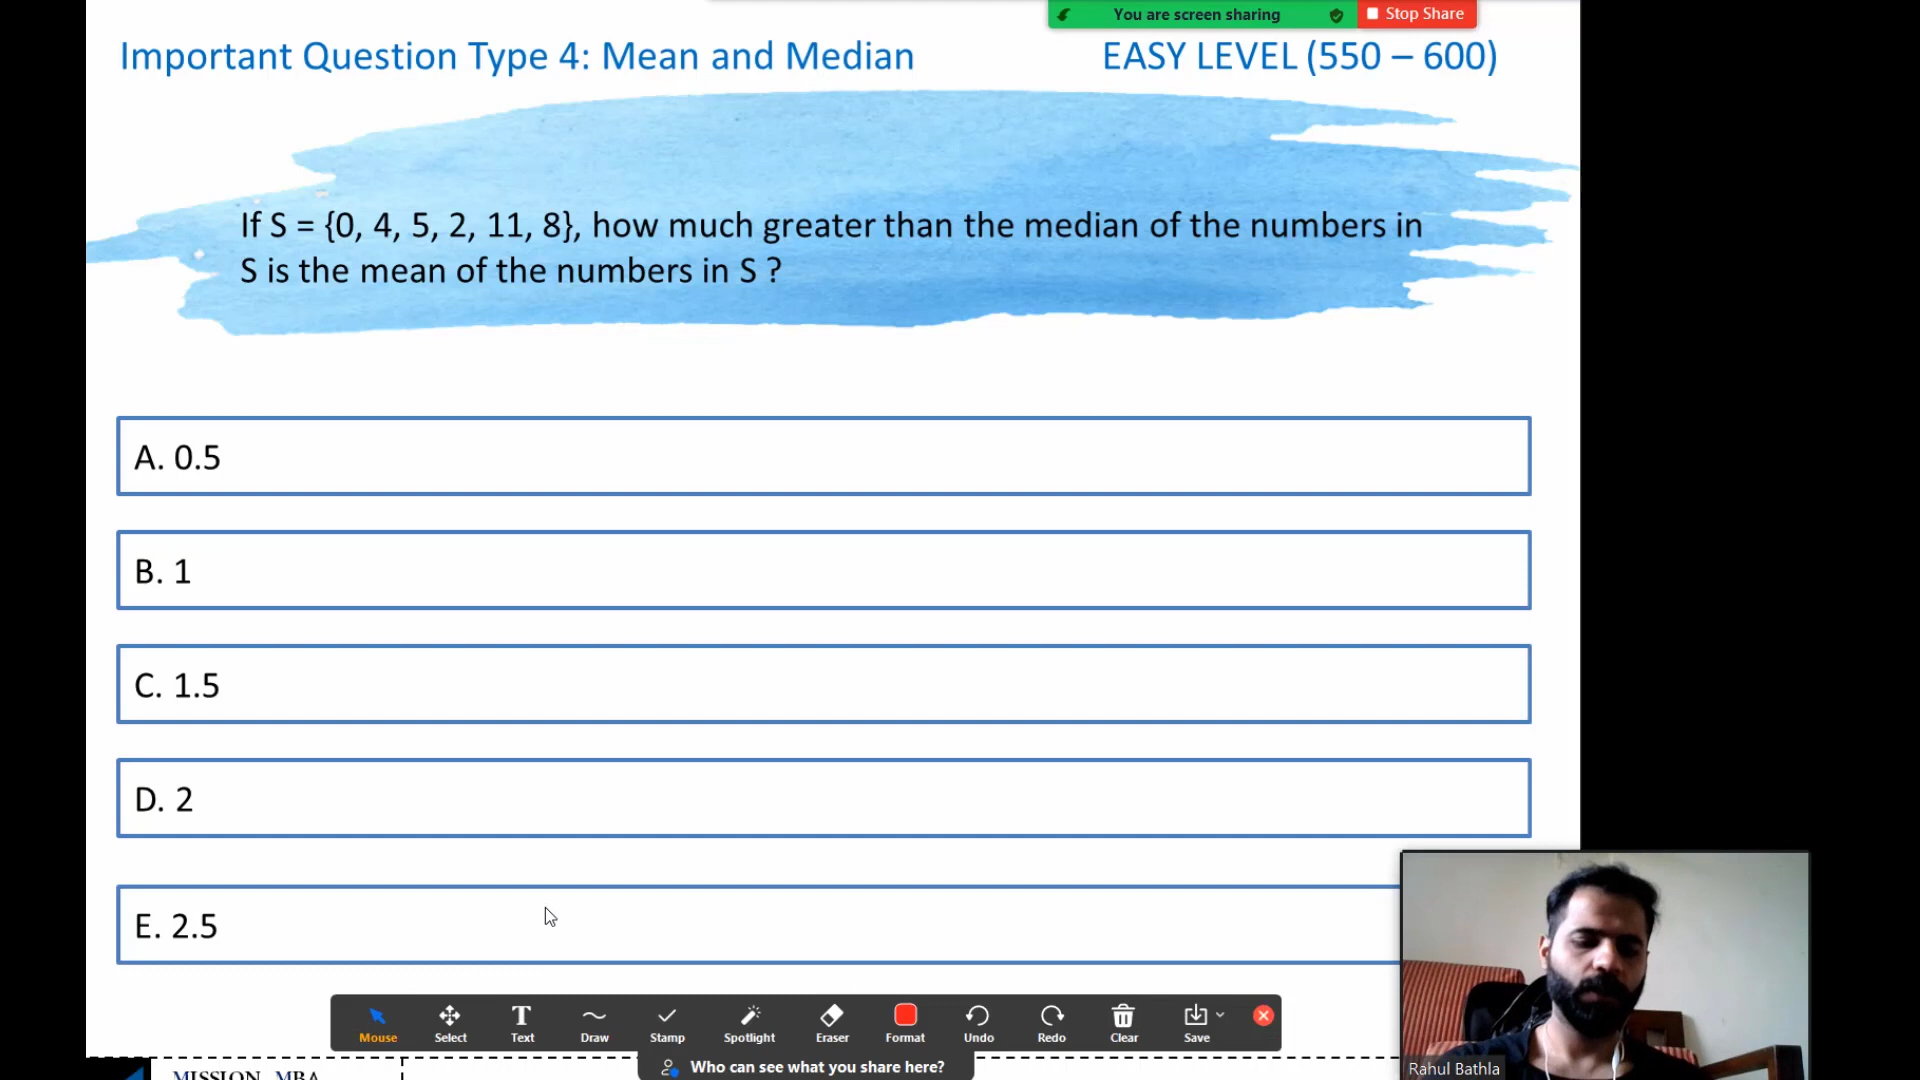 You are screen sharing Stop Share
Important Question Type 4: Mean and Median EASY LEVEL (550 – 600)
If S = {0, 4, 5, 2, 11, 8}, how much greater than the median of the numbers in
S is the mean of the numbers in S ?
A. 0.5
B. 1
C. 1.5
D. 2
E. 2.5
Mouse Select Text Draw Stamp Spotlight Eraser Format Undo Redo Clear Save
Who can see what you share here?
Rahul Bathla
MISSION MBA